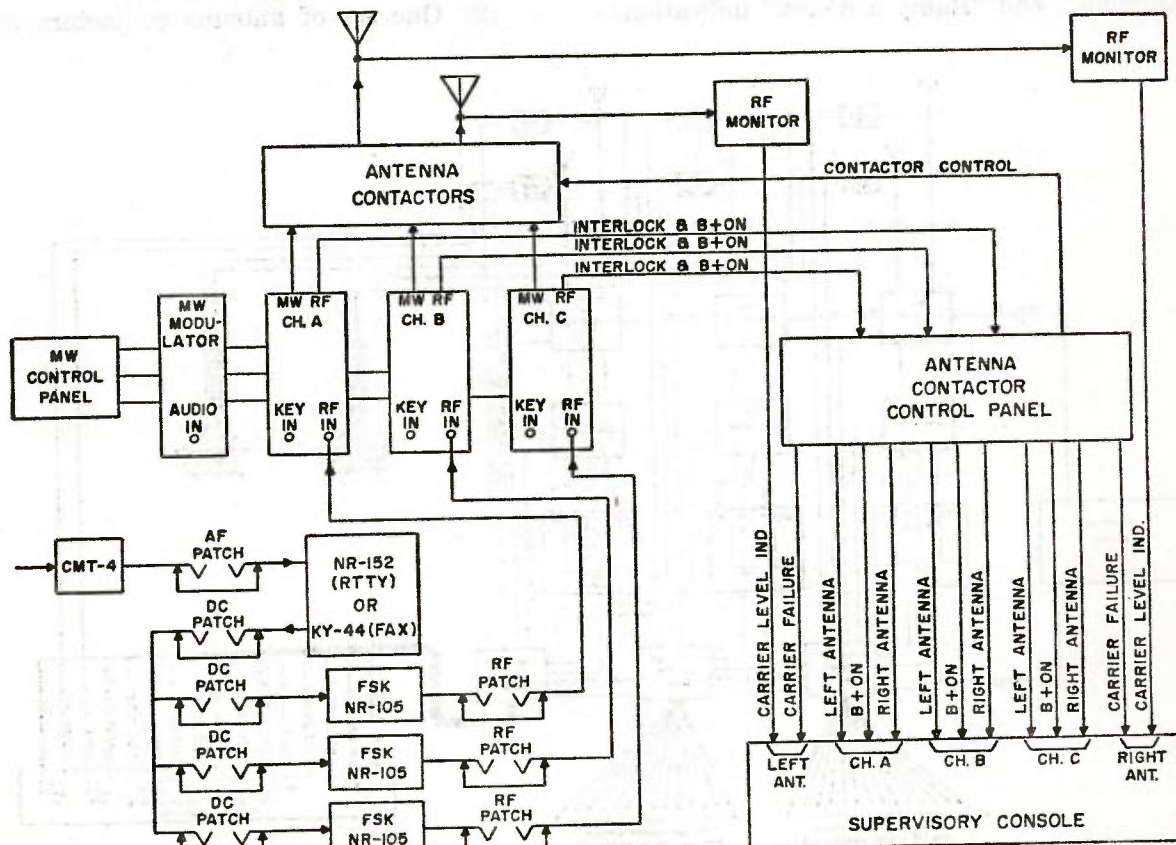 RF
MONITOR
RF
MONITOR
ANTENNA
CONTACTORS
CONTACTOR CONTROL
INTERLOCK & B+ON
INTERLOCK & B+ON
INTERLOCK & B+ON
MW CONTROL
PANEL
MW
MODU-
LATOR
AUDIO
IN
MW RF
CH. A
KEY RF
IN IN
MW RF
CH. B
KEY RF
IN IN
MW RF
CH. C
KEY RF
IN IN
ANTENNA
CONTACTOR
CONTROL PANEL
CMT-4
AF
PATCH
NR-152
(RTTY)
OR
KY-44(FAX)
DC
PATCH
DC
PATCH
FSK
NR-105
RF
PATCH
DC
PATCH
FSK
NR-105
RF
PATCH
DC
PATCH
FSK
NR-105
RF
PATCH
CARRIER LEVEL IND
CARRIER FAILURE
LEFT ANTENNA
B+ON
RIGHT ANTENNA
LEFT ANTENNA
B+ON
RIGHT ANTENNA
LEFT ANTENNA
B+ON
RIGHT ANTENNA
CARRIER FAILURE
CARRIER LEVEL IND.
LEFT
ANT.
CH. A
CH. B
CH. C
RIGHT
ANT.
SUPERVISORY CONSOLE